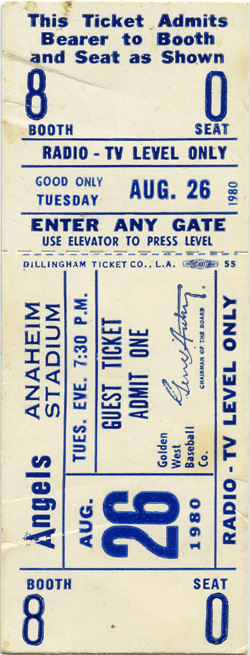 This Ticket Admits
Bearer to Booth
and Seat as Shown
8 0
BOOTH SEAT
RADIO - TV LEVEL ONLY
GOOD ONLY
TUESDAY
AUG. 26
1980
ENTER ANY GATE
USE ELEVATOR TO PRESS LEVEL
DILLINGHAM TICKET CO., L.A. 55
Angels
ANAHEIM
STADIUM
TUES. EVE. 7:30 P.M.
GUEST TICKET
ADMIT ONE
Gene Autry
CHAIRMAN OF THE BOARD
Golden
West
Baseball
Co.
RADIO - TV LEVEL ONLY
AUG.
26
1980
BOOTH SEAT
8 0